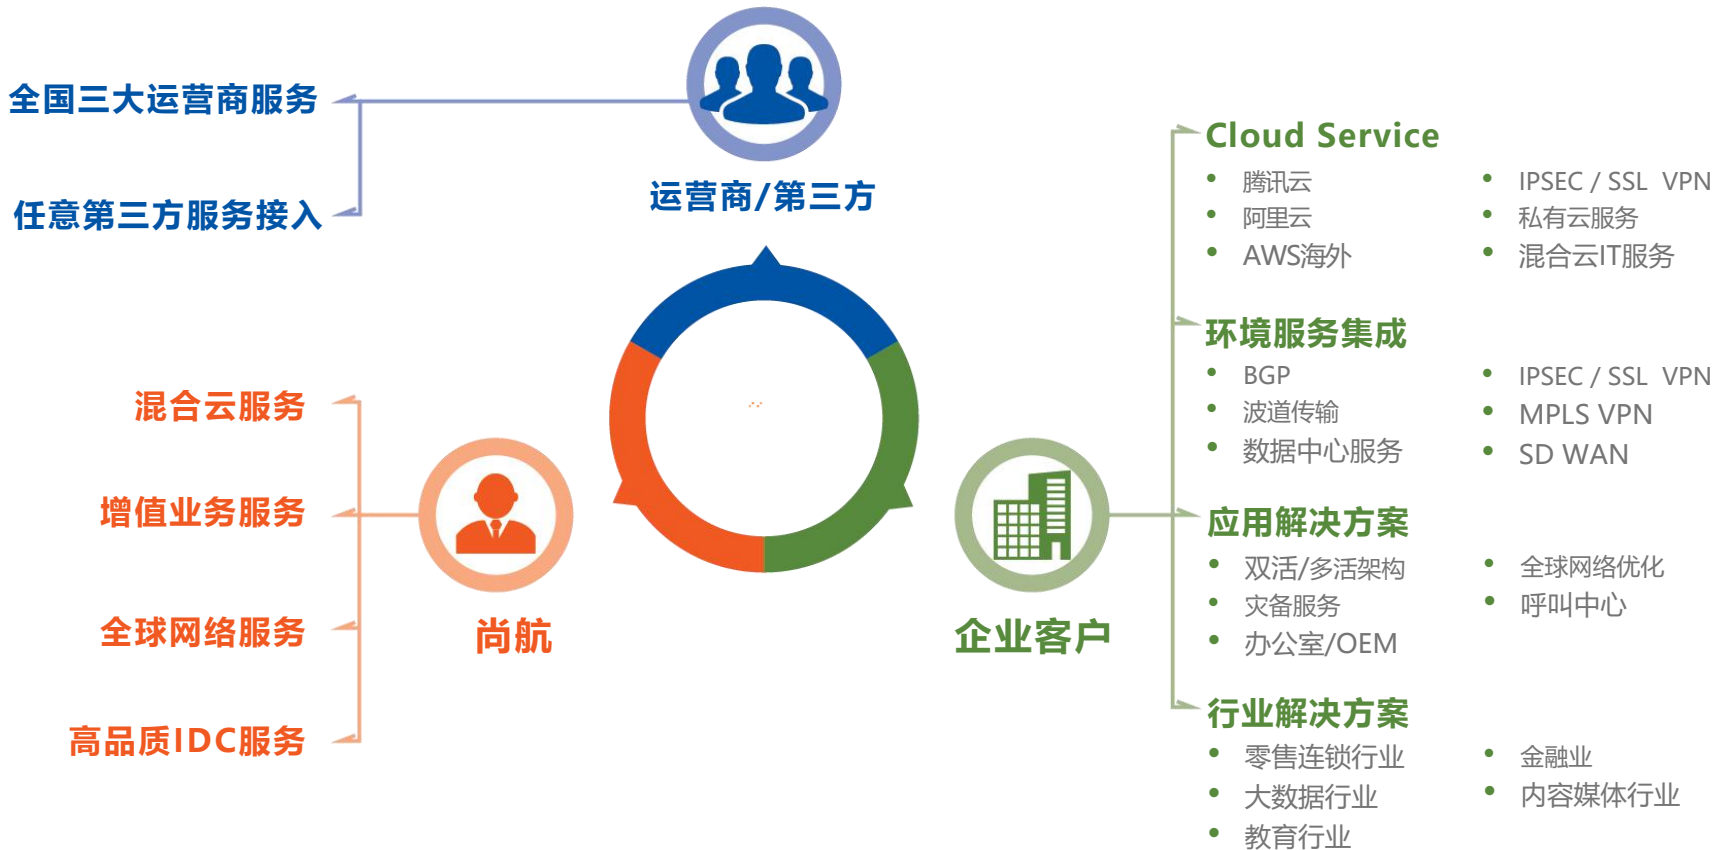 全国三大运营商服务
任意第三方服务接入
运营商/第三方
混合云服务
增值业务服务
全球网络服务
高品质IDC服务
尚航
企业客户
Cloud Service
• 腾讯云
• 阿里云
• AWS海外
• IPSEC / SSL VPN
• 私有云服务
• 混合云IT服务
环境服务集成
• BGP
• 波道传输
• 数据中心服务
• IPSEC / SSL VPN
• MPLS VPN
• SD WAN
应用解决方案
• 双活/多活架构
• 灾备服务
• 办公室/OEM
• 全球网络优化
• 呼叫中心
行业解决方案
• 零售连锁行业
• 大数据行业
• 教育行业
• 金融业
• 内容媒体行业